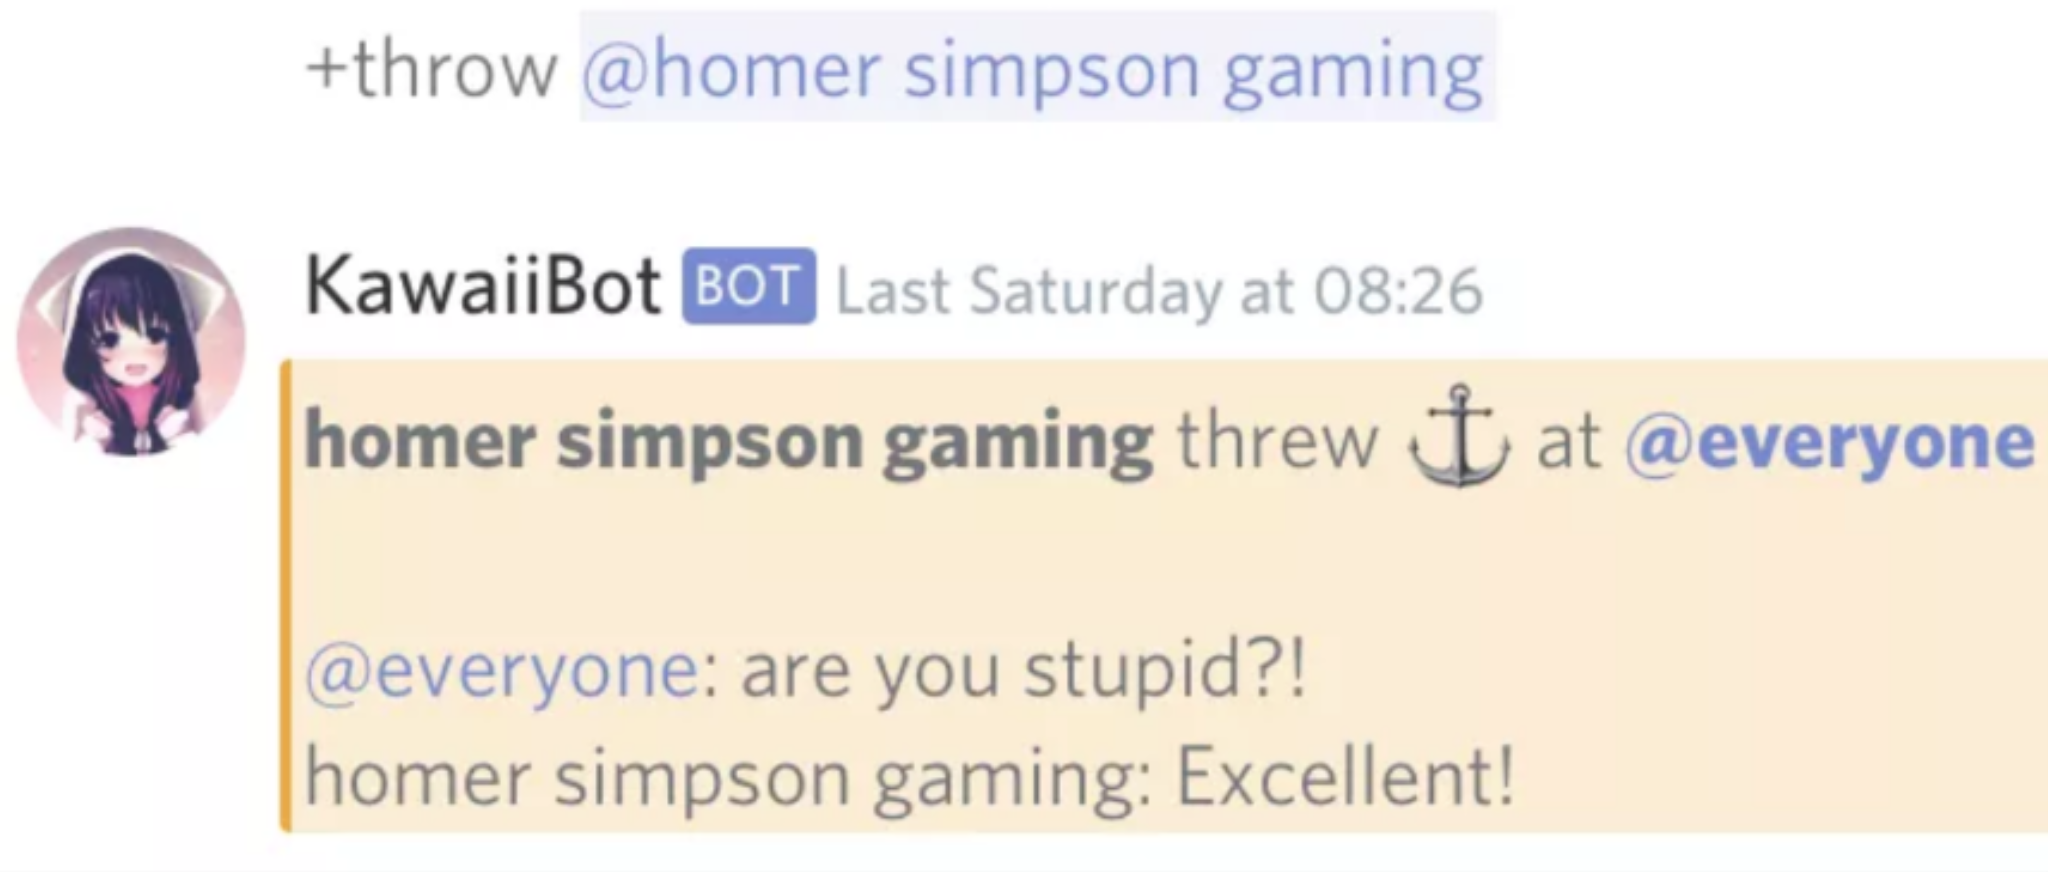 +throw @homer simpson gaming
KawaiiBot BOT Last Saturday at 08:26
homer simpson gaming threw ⚓ at @everyone
@everyone: are you stupid?!
homer simpson gaming: Excellent!